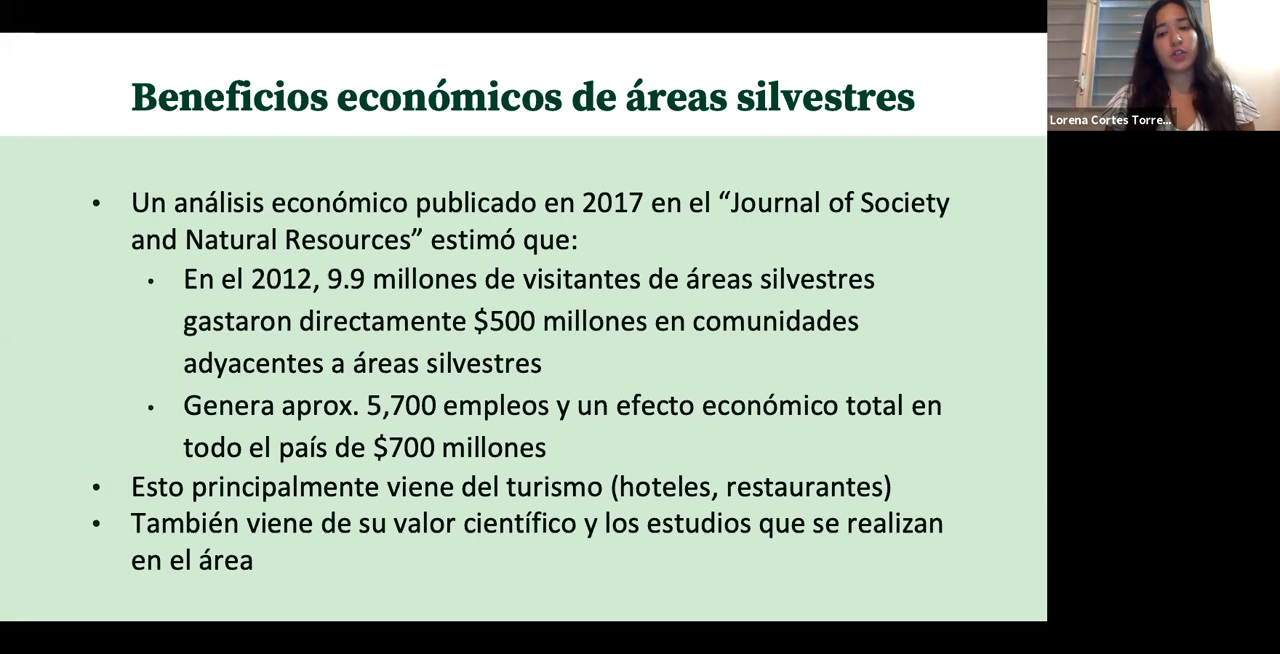 Beneficios económicos de áreas silvestres
Lorena Cortes Torre...
• Un análisis económico publicado en 2017 en el “Journal of Society
and Natural Resources” estimó que:
• En el 2012, 9.9 millones de visitantes de áreas silvestres
gastaron directamente $500 millones en comunidades
adyacentes a áreas silvestres
• Genera aprox. 5,700 empleos y un efecto económico total en
todo el país de $700 millones
• Esto principalmente viene del turismo (hoteles, restaurantes)
• También viene de su valor científico y los estudios que se realizan
en el área